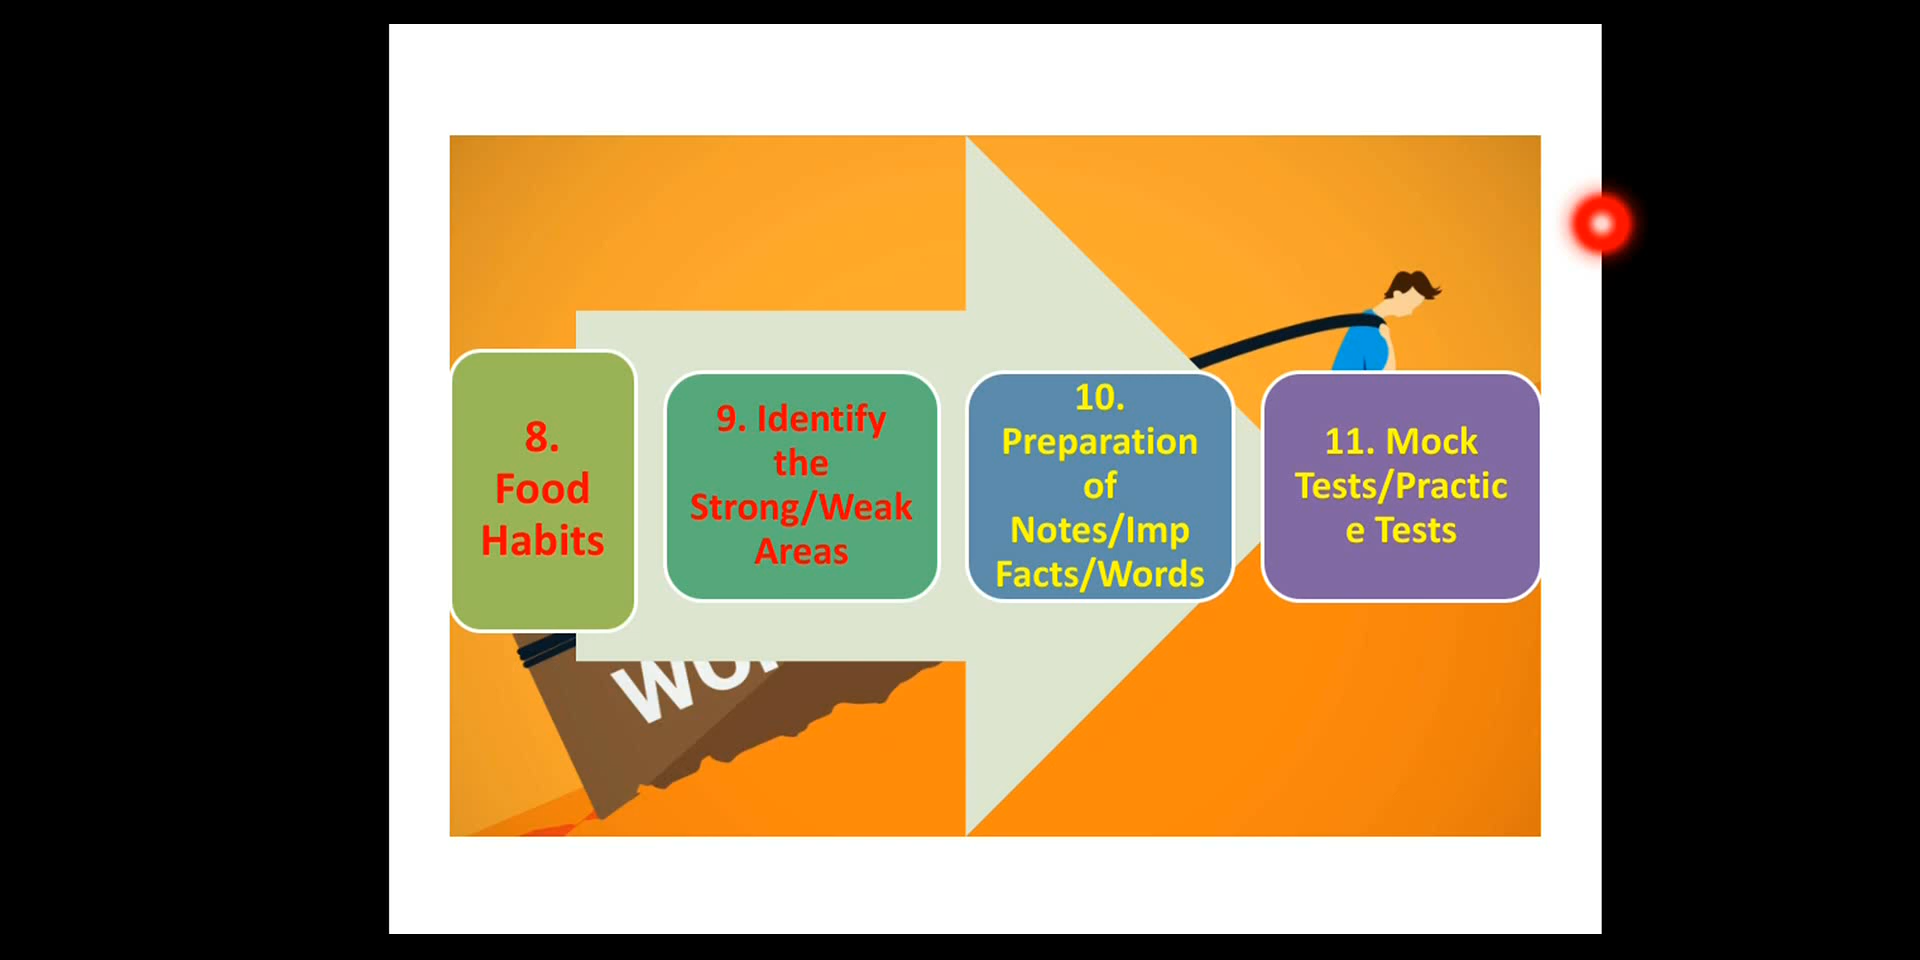 8.
Food
Habits
9. Identify
the
Strong/Weak
Areas
10.
Preparation
of
Notes/Imp
Facts/Words
11. Mock
Tests/Practic
e Tests